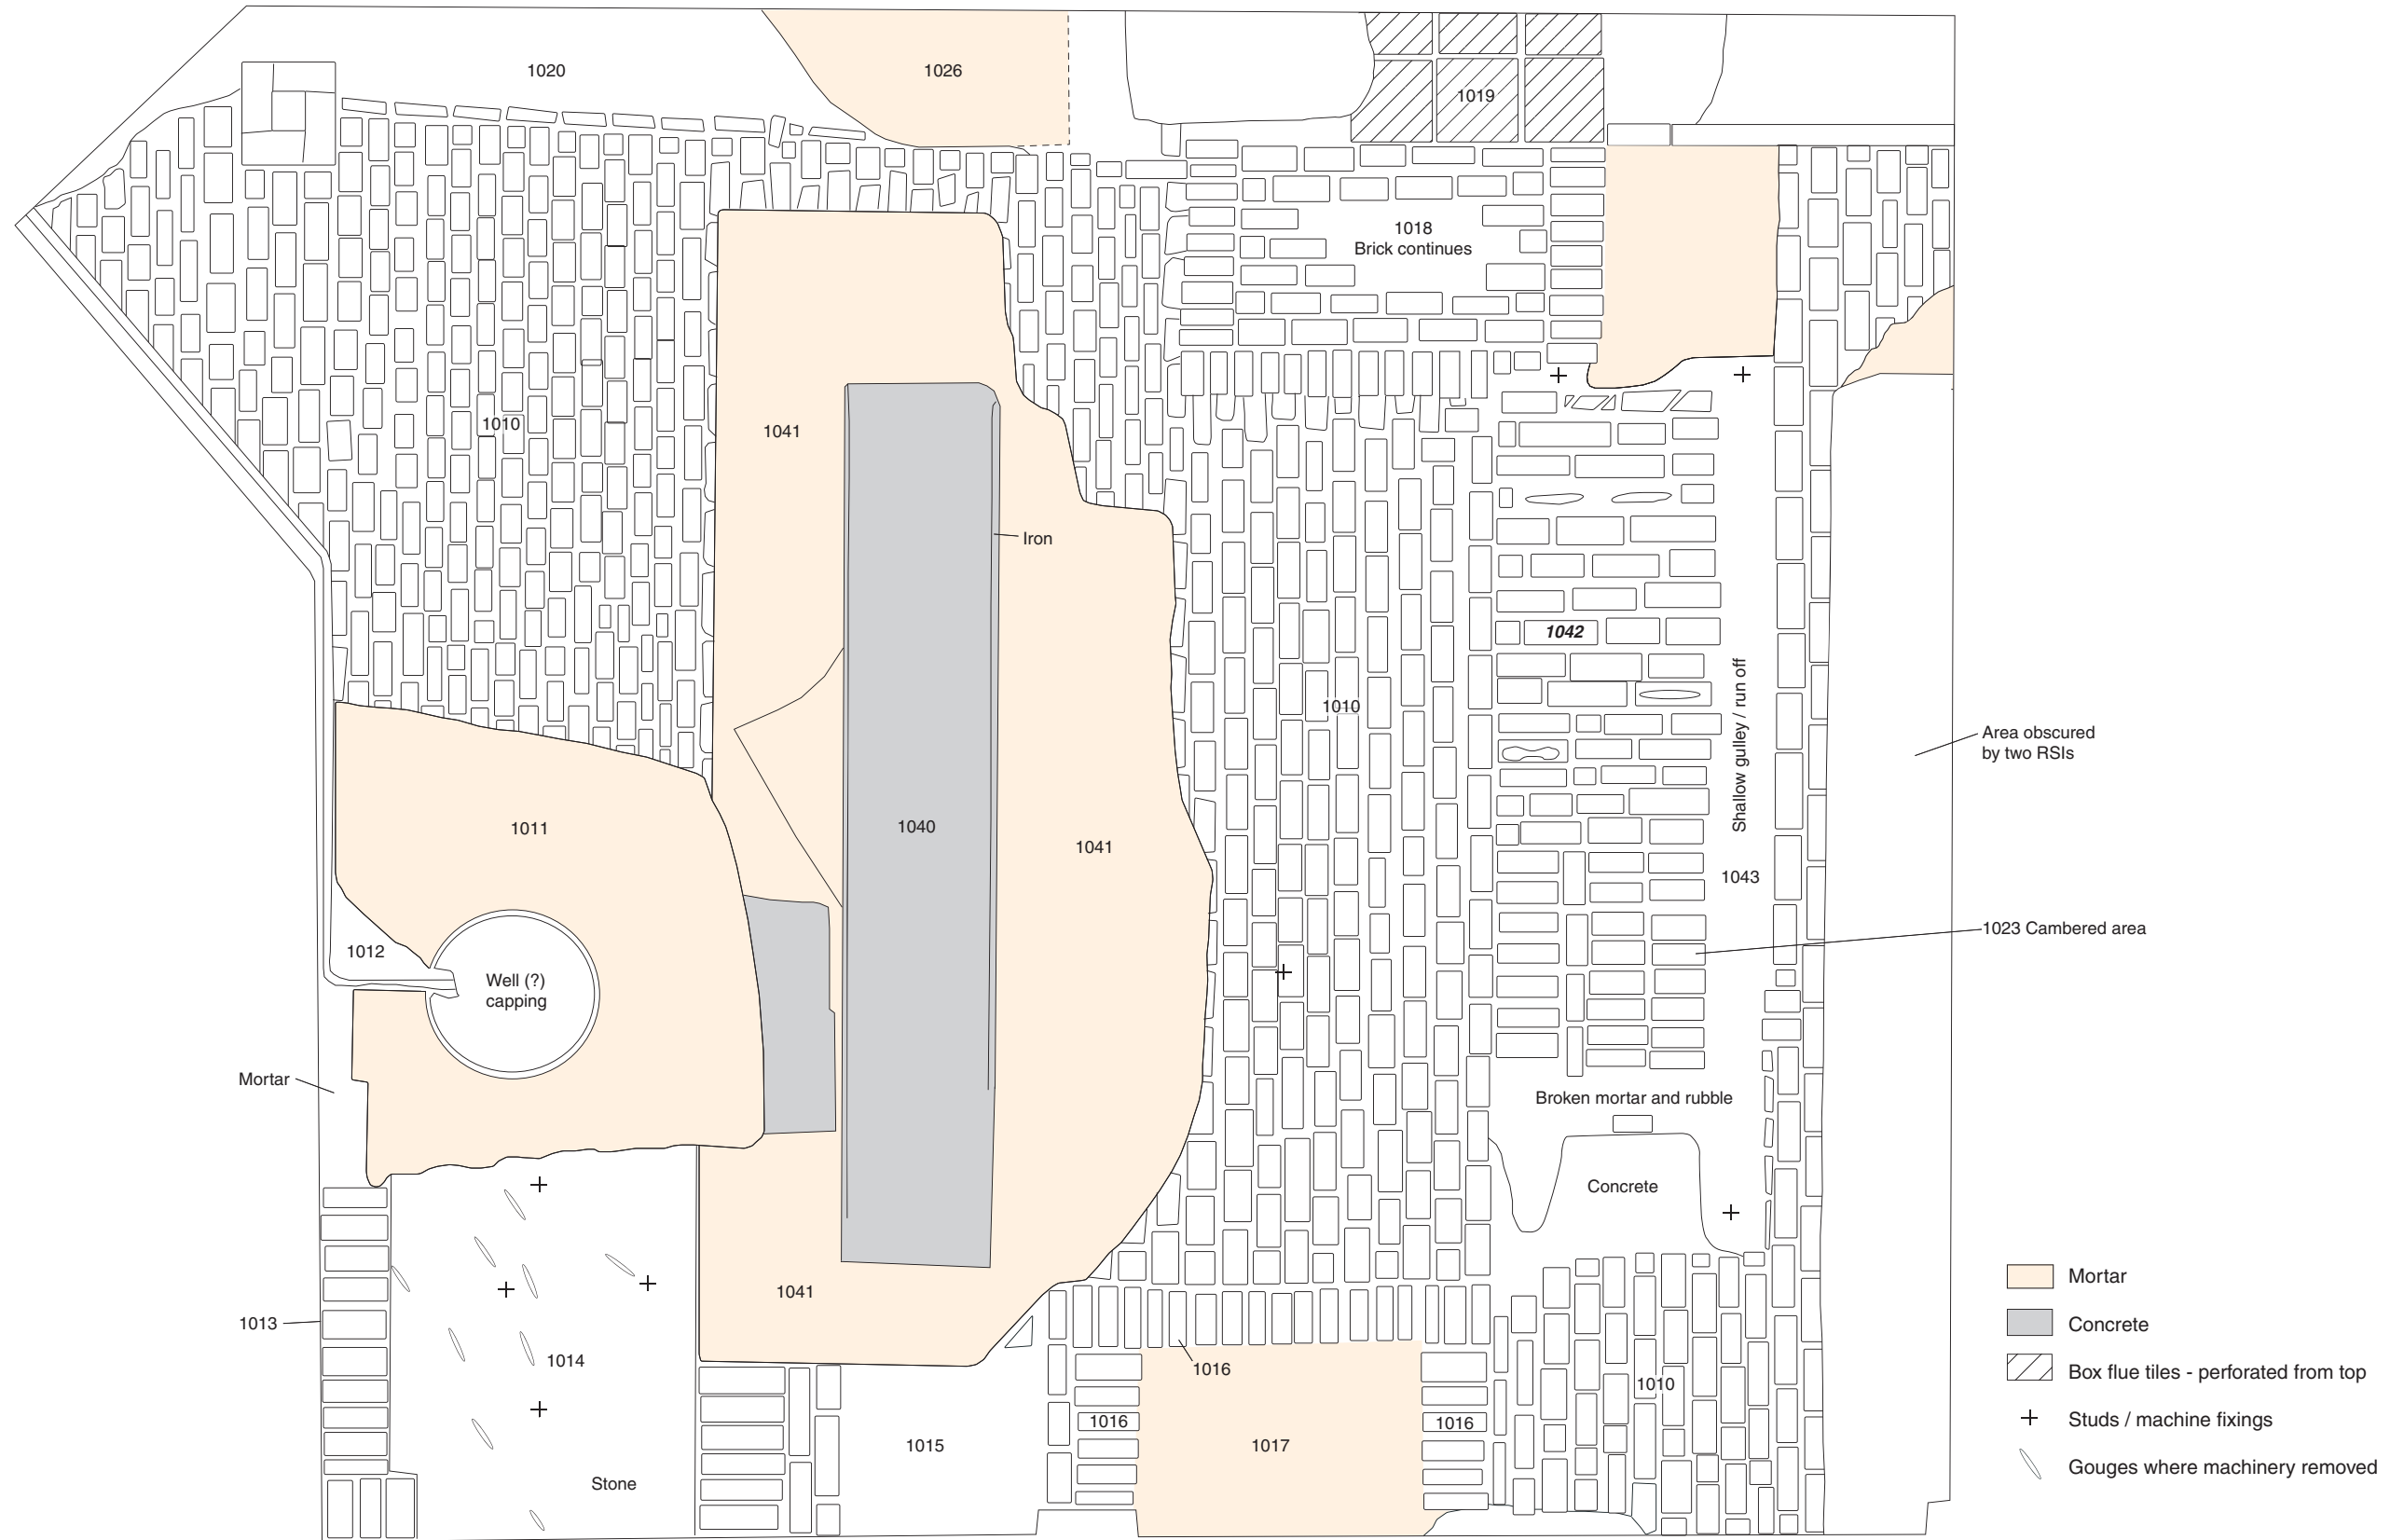 1020
1026
1019
1018
Brick continues
1010
1041
Iron
1042
1010
Shallow gulley / run off
Area obscured
by two RSIs
1011
1040
1041
1043
1023 Cambered area
1012
Well (?)
capping
Mortar
Broken mortar and rubble
Concrete
1013
1014
1041
1016
1010
1016
1016
1015
1017
Stone
Mortar
Concrete
Box flue tiles - perforated from top
Studs / machine fixings
Gouges where machinery removed